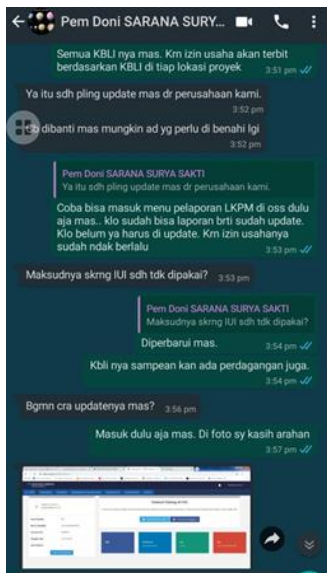 Pem Doni SARANA SURY...
Semua KBLI nya mas. Krn izin usaha akan terbit
berdasarkan KBLI di tiap lokasi proyek 3:51 pm
Ya itu sdh pling update mas dr perusahaan kami.
3:52 pm
dibanti mas mungkin ad yg perlu di benahi lgi
3:52 pm
Pem Doni SARANA SURYA SAKTI
Ya itu sdh pling update mas dr perusahaan kami.
Coba bisa masuk menu pelaporan LKPM di oss dulu
aja mas.. klo sudah bisa laporan brti sudah update.
Klo belum ya harus di update. Krn izin usahanya
sudah ndak berlalu 3:53 pm
Maksudnya skrng IUI sdh tdk dipakai? 3:53 pm
Pem Doni SARANA SURYA SAKTI
Maksudnya skrng IUI sdh tdk dipakai?
Diperbarui mas. 3:54 pm
Kbli nya sampean kan ada perdagangan juga.
3:54 pm
Bgmn cra updatenya mas? 3:56 pm
Masuk dulu aja mas. Di foto sy kasih arahan
3:57 pm